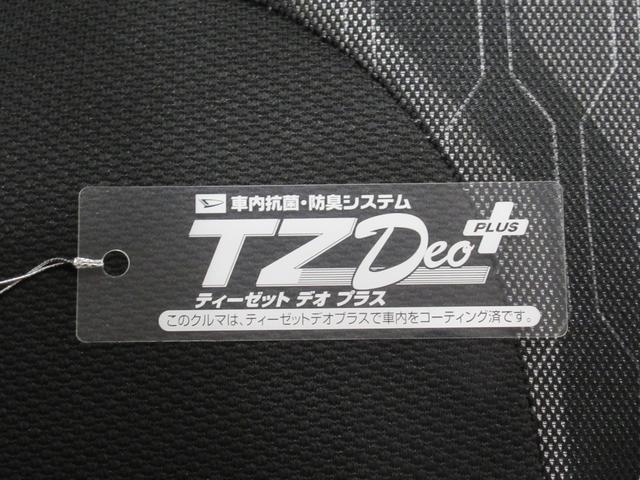 車内抗菌・防臭システム
TZDeo PLUS
ティーゼット デオ プラス
このクルマは、ティーゼットデオプラスで車内をコーティング済です。